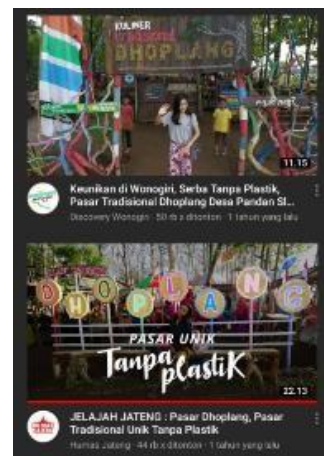 KULINER
tradisional
DHOPLANG
11.15
Keunikan di Wonogiri, Serba Tanpa Plastik,
Pasar Tradisional Dhoplang Desa Pandan Sl...
Discovery Wonogiri · 50 rb x ditonton · 1 tahun yang lalu
DHOPLANG
PASAR UNIK
Tanpa
plastik
22.13
JELAJAH JATENG : Pasar Dhoplang, Pasar
Tradisional Unik Tanpa Plastik
Humas Jateng · 44 rb x ditonton · 1 tahun yang lalu